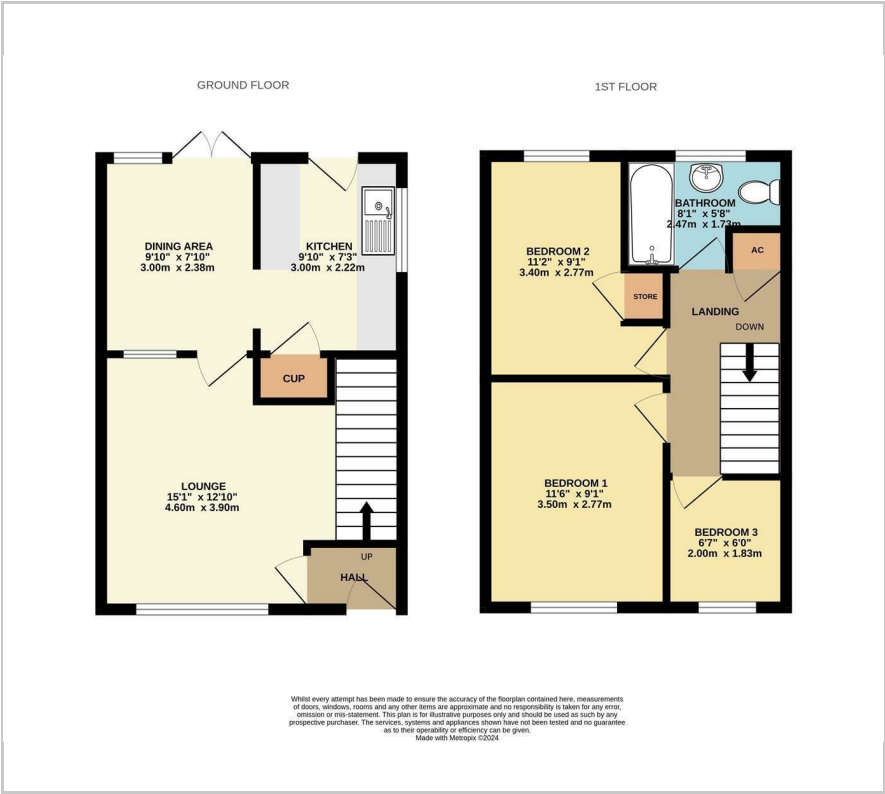 GROUND FLOOR
DINING AREA
9'10" x 7'10"
3.00m x 2.38m
KITCHEN
9'10" x 7'3"
3.00m x 2.22m
CUP
LOUNGE
15'1" x 12'10"
4.60m x 3.90m
UP
HALL
1ST FLOOR
BATHROOM
8'1" x 5'8"
2.47m x 1.73m
BEDROOM 2
11'2" x 9'1"
3.40m x 2.77m
AC
STORE
LANDING
DOWN
BEDROOM 1
11'6" x 9'1"
3.50m x 2.77m
BEDROOM 3
6'7" x 6'0"
2.00m x 1.83m
Whilst every attempt has been made to ensure the accuracy of the floorplan contained here, measurements
of doors, windows, rooms and any other items are approximate and no responsibility is taken for any error,
omission or mis-statement. This plan is for illustrative purposes only and should be used as such by any
prospective purchaser. The services, systems and appliances shown have not been tested and no guarantee
as to their operability or efficiency can be given.
Made with Metropix ©2024